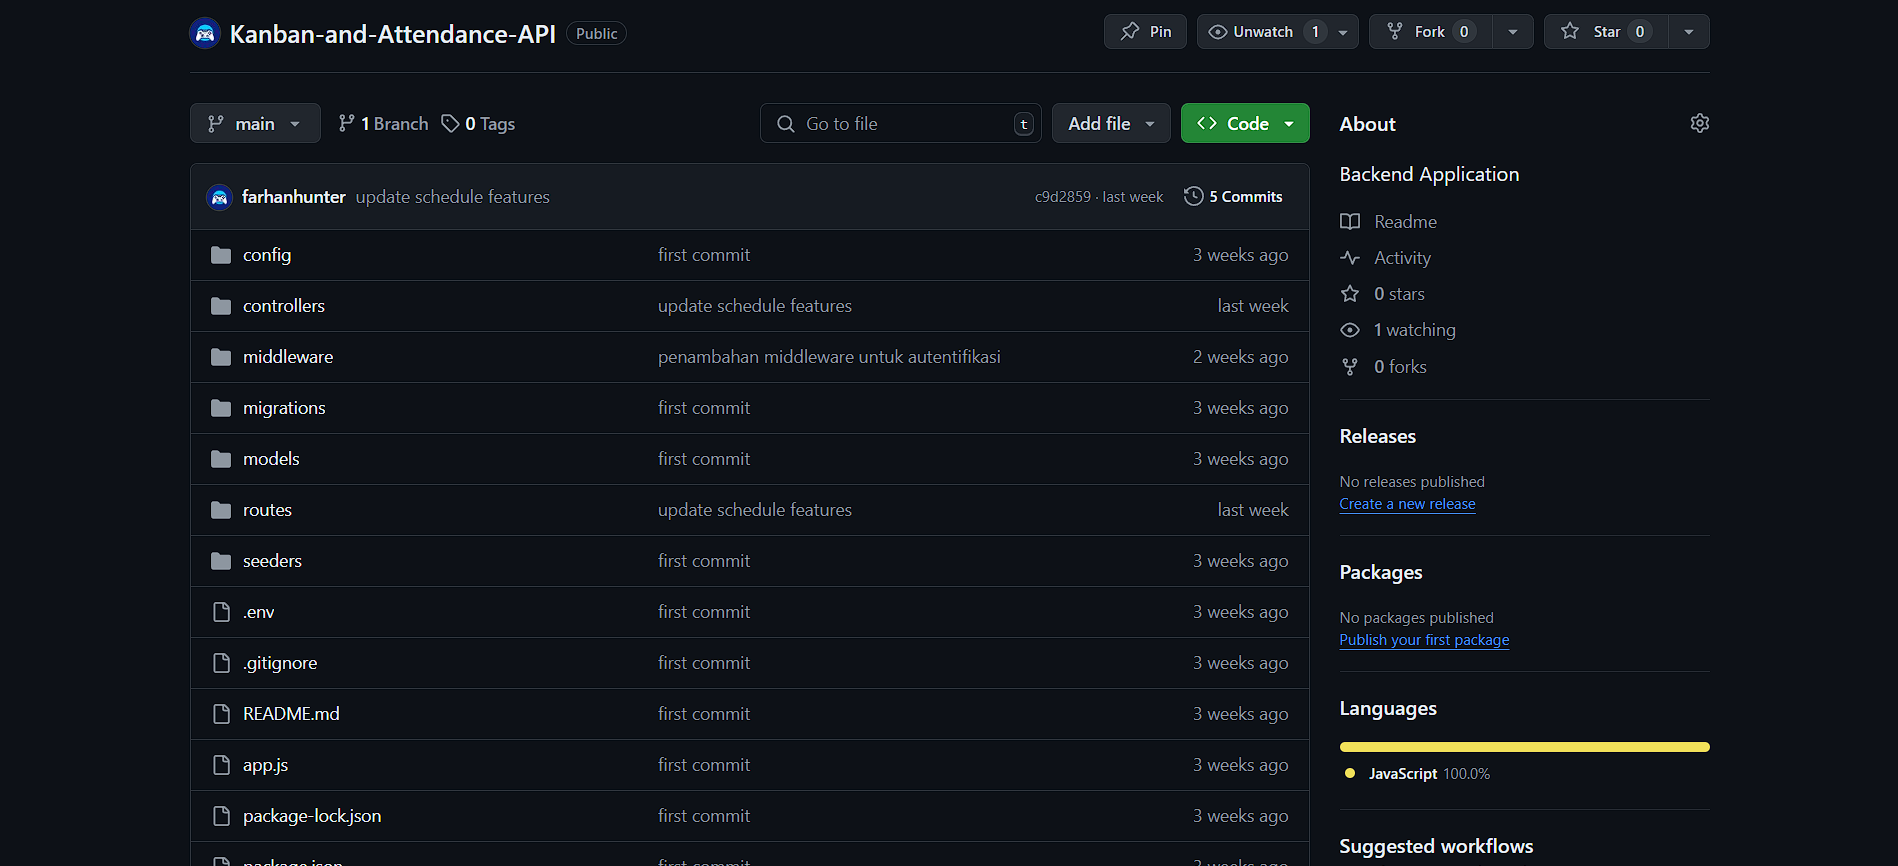 Kanban-and-Attendance-API Public Pin Unwatch 1 Fork 0 Star 0
main 1 Branch 0 Tags Go to file t Add file Code
farhanhunter update schedule features c9d2859 · last week 5 Commits
config first commit 3 weeks ago
controllers update schedule features last week
middleware penambahan middleware untuk autentifikasi 2 weeks ago
migrations first commit 3 weeks ago
models first commit 3 weeks ago
routes update schedule features last week
seeders first commit 3 weeks ago
.env first commit 3 weeks ago
.gitignore first commit 3 weeks ago
README.md first commit 3 weeks ago
app.js first commit 3 weeks ago
package-lock.json first commit 3 weeks ago
package.json first commit 3 weeks ago
About
Backend Application
Readme
Activity
0 stars
1 watching
0 forks
Releases
No releases published
Create a new release
Packages
No packages published
Publish your first package
Languages
JavaScript 100.0%
Suggested workflows